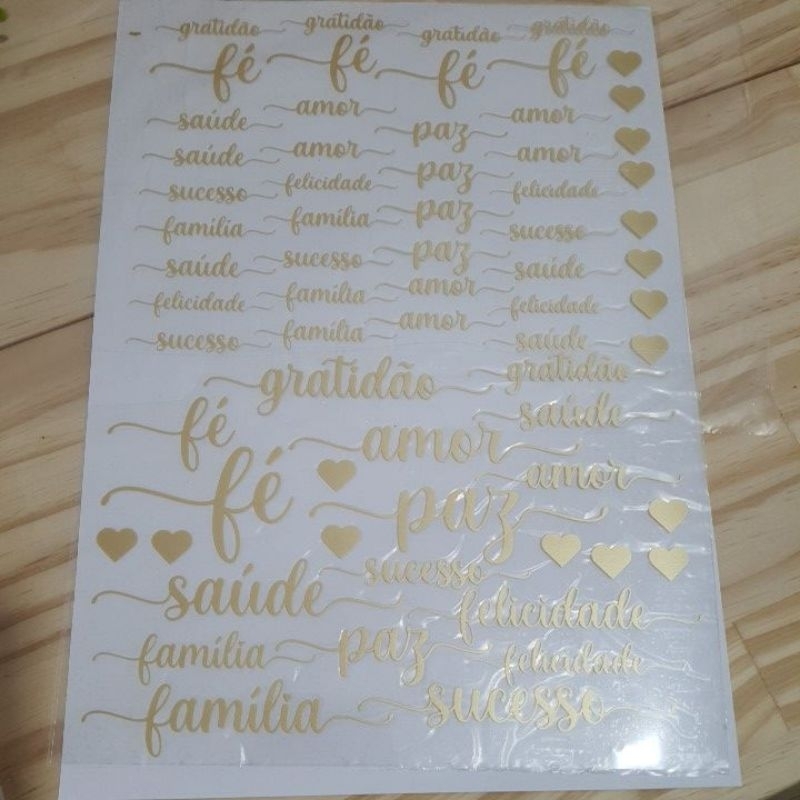 gratidão gratidão gratidão gratidão
fé fé fé fé
saúde amor paz amor
saúde amor paz amor
sucesso felicidade paz felicidade
família família paz sucesso
saúde sucesso amor saúde
felicidade família amor felicidade
sucesso família saúde
gratidão gratidão
fé amor saúde
fé paz amor
saúde sucesso felicidade
família paz felicidade
família sucesso